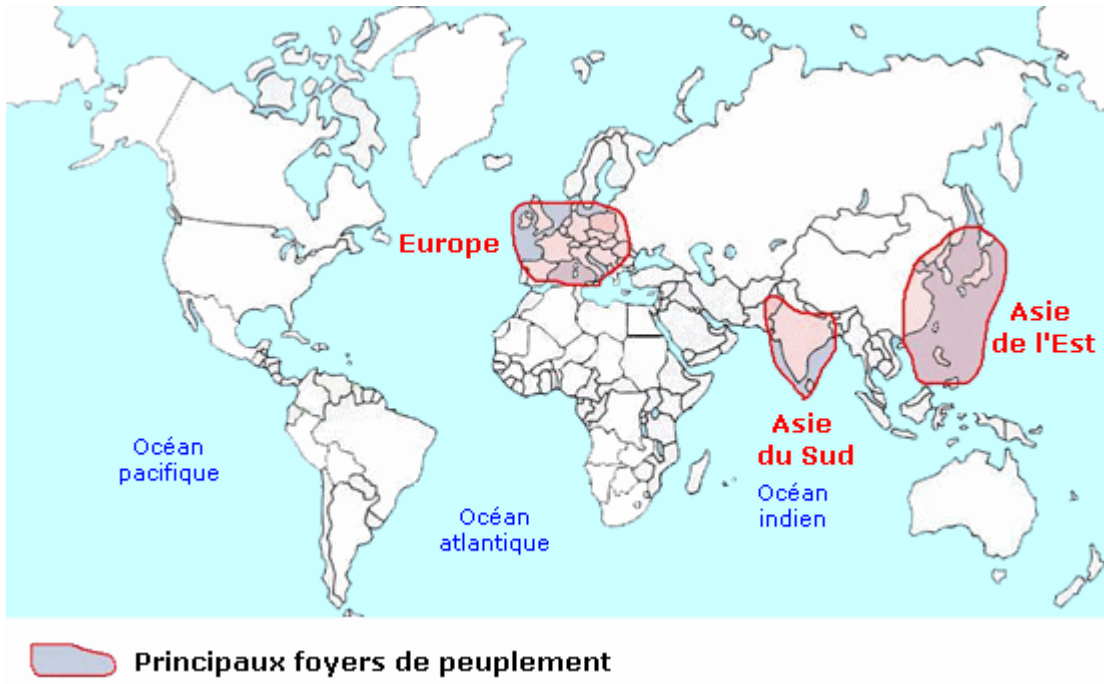 Europe
Asie
de l'Est
Asie
du Sud
Océan
pacifique
Océan
atlantique
Océan
indien
Principaux foyers de peuplement